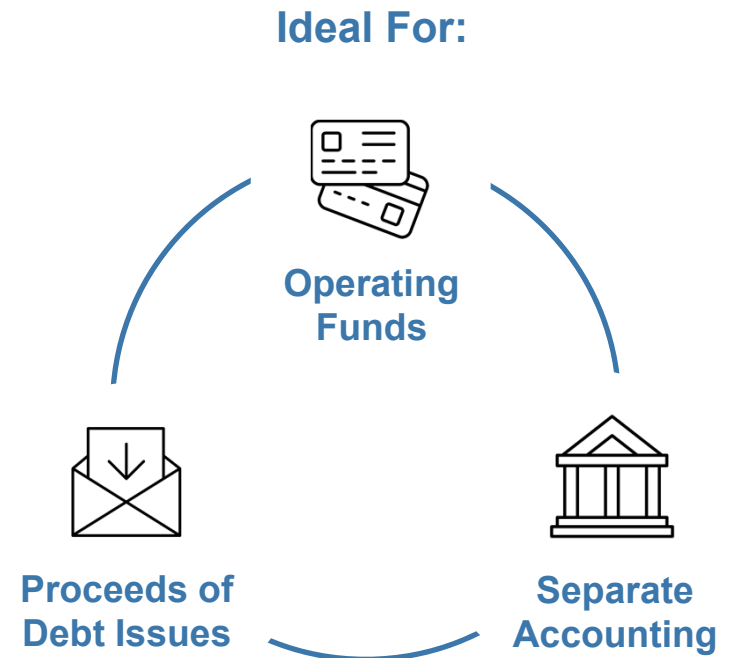 Ideal For:
Operating
Funds
Proceeds of
Debt Issues
Separate
Accounting